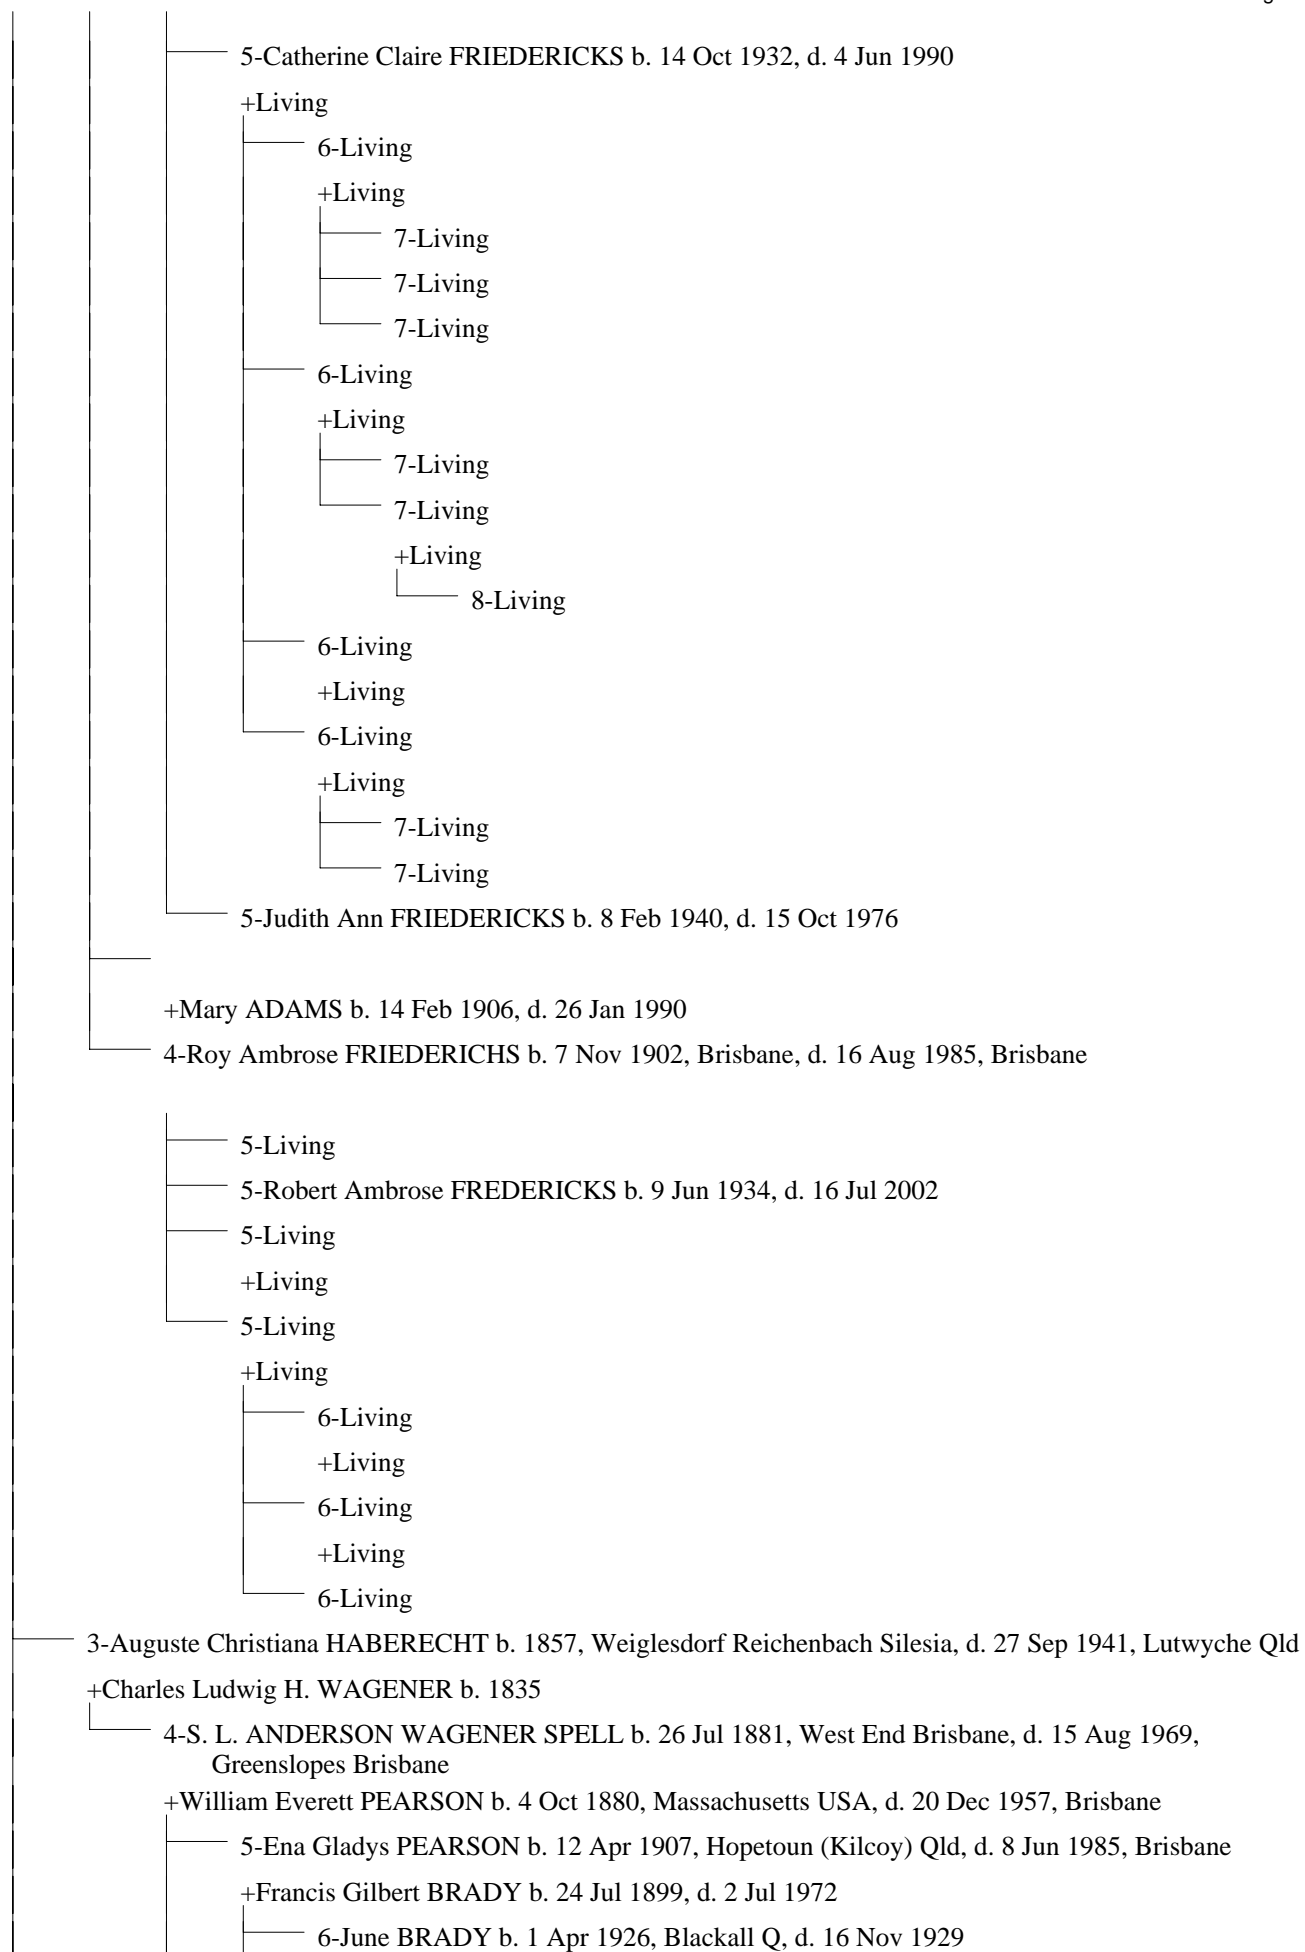 5-Catherine Claire FRIEDERICKS b. 14 Oct 1932, d. 4 Jun 1990
+Living
6-Living
+Living
7-Living
7-Living
7-Living
6-Living
+Living
7-Living
7-Living
+Living
8-Living
6-Living
+Living
6-Living
+Living
7-Living
7-Living
5-Judith Ann FRIEDERICKS b. 8 Feb 1940, d. 15 Oct 1976
+Mary ADAMS b. 14 Feb 1906, d. 26 Jan 1990
4-Roy Ambrose FRIEDERICHS b. 7 Nov 1902, Brisbane, d. 16 Aug 1985, Brisbane
5-Living
5-Robert Ambrose FREDERICKS b. 9 Jun 1934, d. 16 Jul 2002
5-Living
+Living
5-Living
+Living
6-Living
+Living
6-Living
+Living
6-Living
3-Auguste Christiana HABERECHT b. 1857, Weiglesdorf Reichenbach Silesia, d. 27 Sep 1941, Lutwyche Qld
+Charles Ludwig H. WAGENER b. 1835
4-S. L. ANDERSON WAGENER SPELL b. 26 Jul 1881, West End Brisbane, d. 15 Aug 1969,
Greenslopes Brisbane
+William Everett PEARSON b. 4 Oct 1880, Massachusetts USA, d. 20 Dec 1957, Brisbane
5-Ena Gladys PEARSON b. 12 Apr 1907, Hopetoun (Kilcoy) Qld, d. 8 Jun 1985, Brisbane
+Francis Gilbert BRADY b. 24 Jul 1899, d. 2 Jul 1972
6-June BRADY b. 1 Apr 1926, Blackall Q, d. 16 Nov 1929